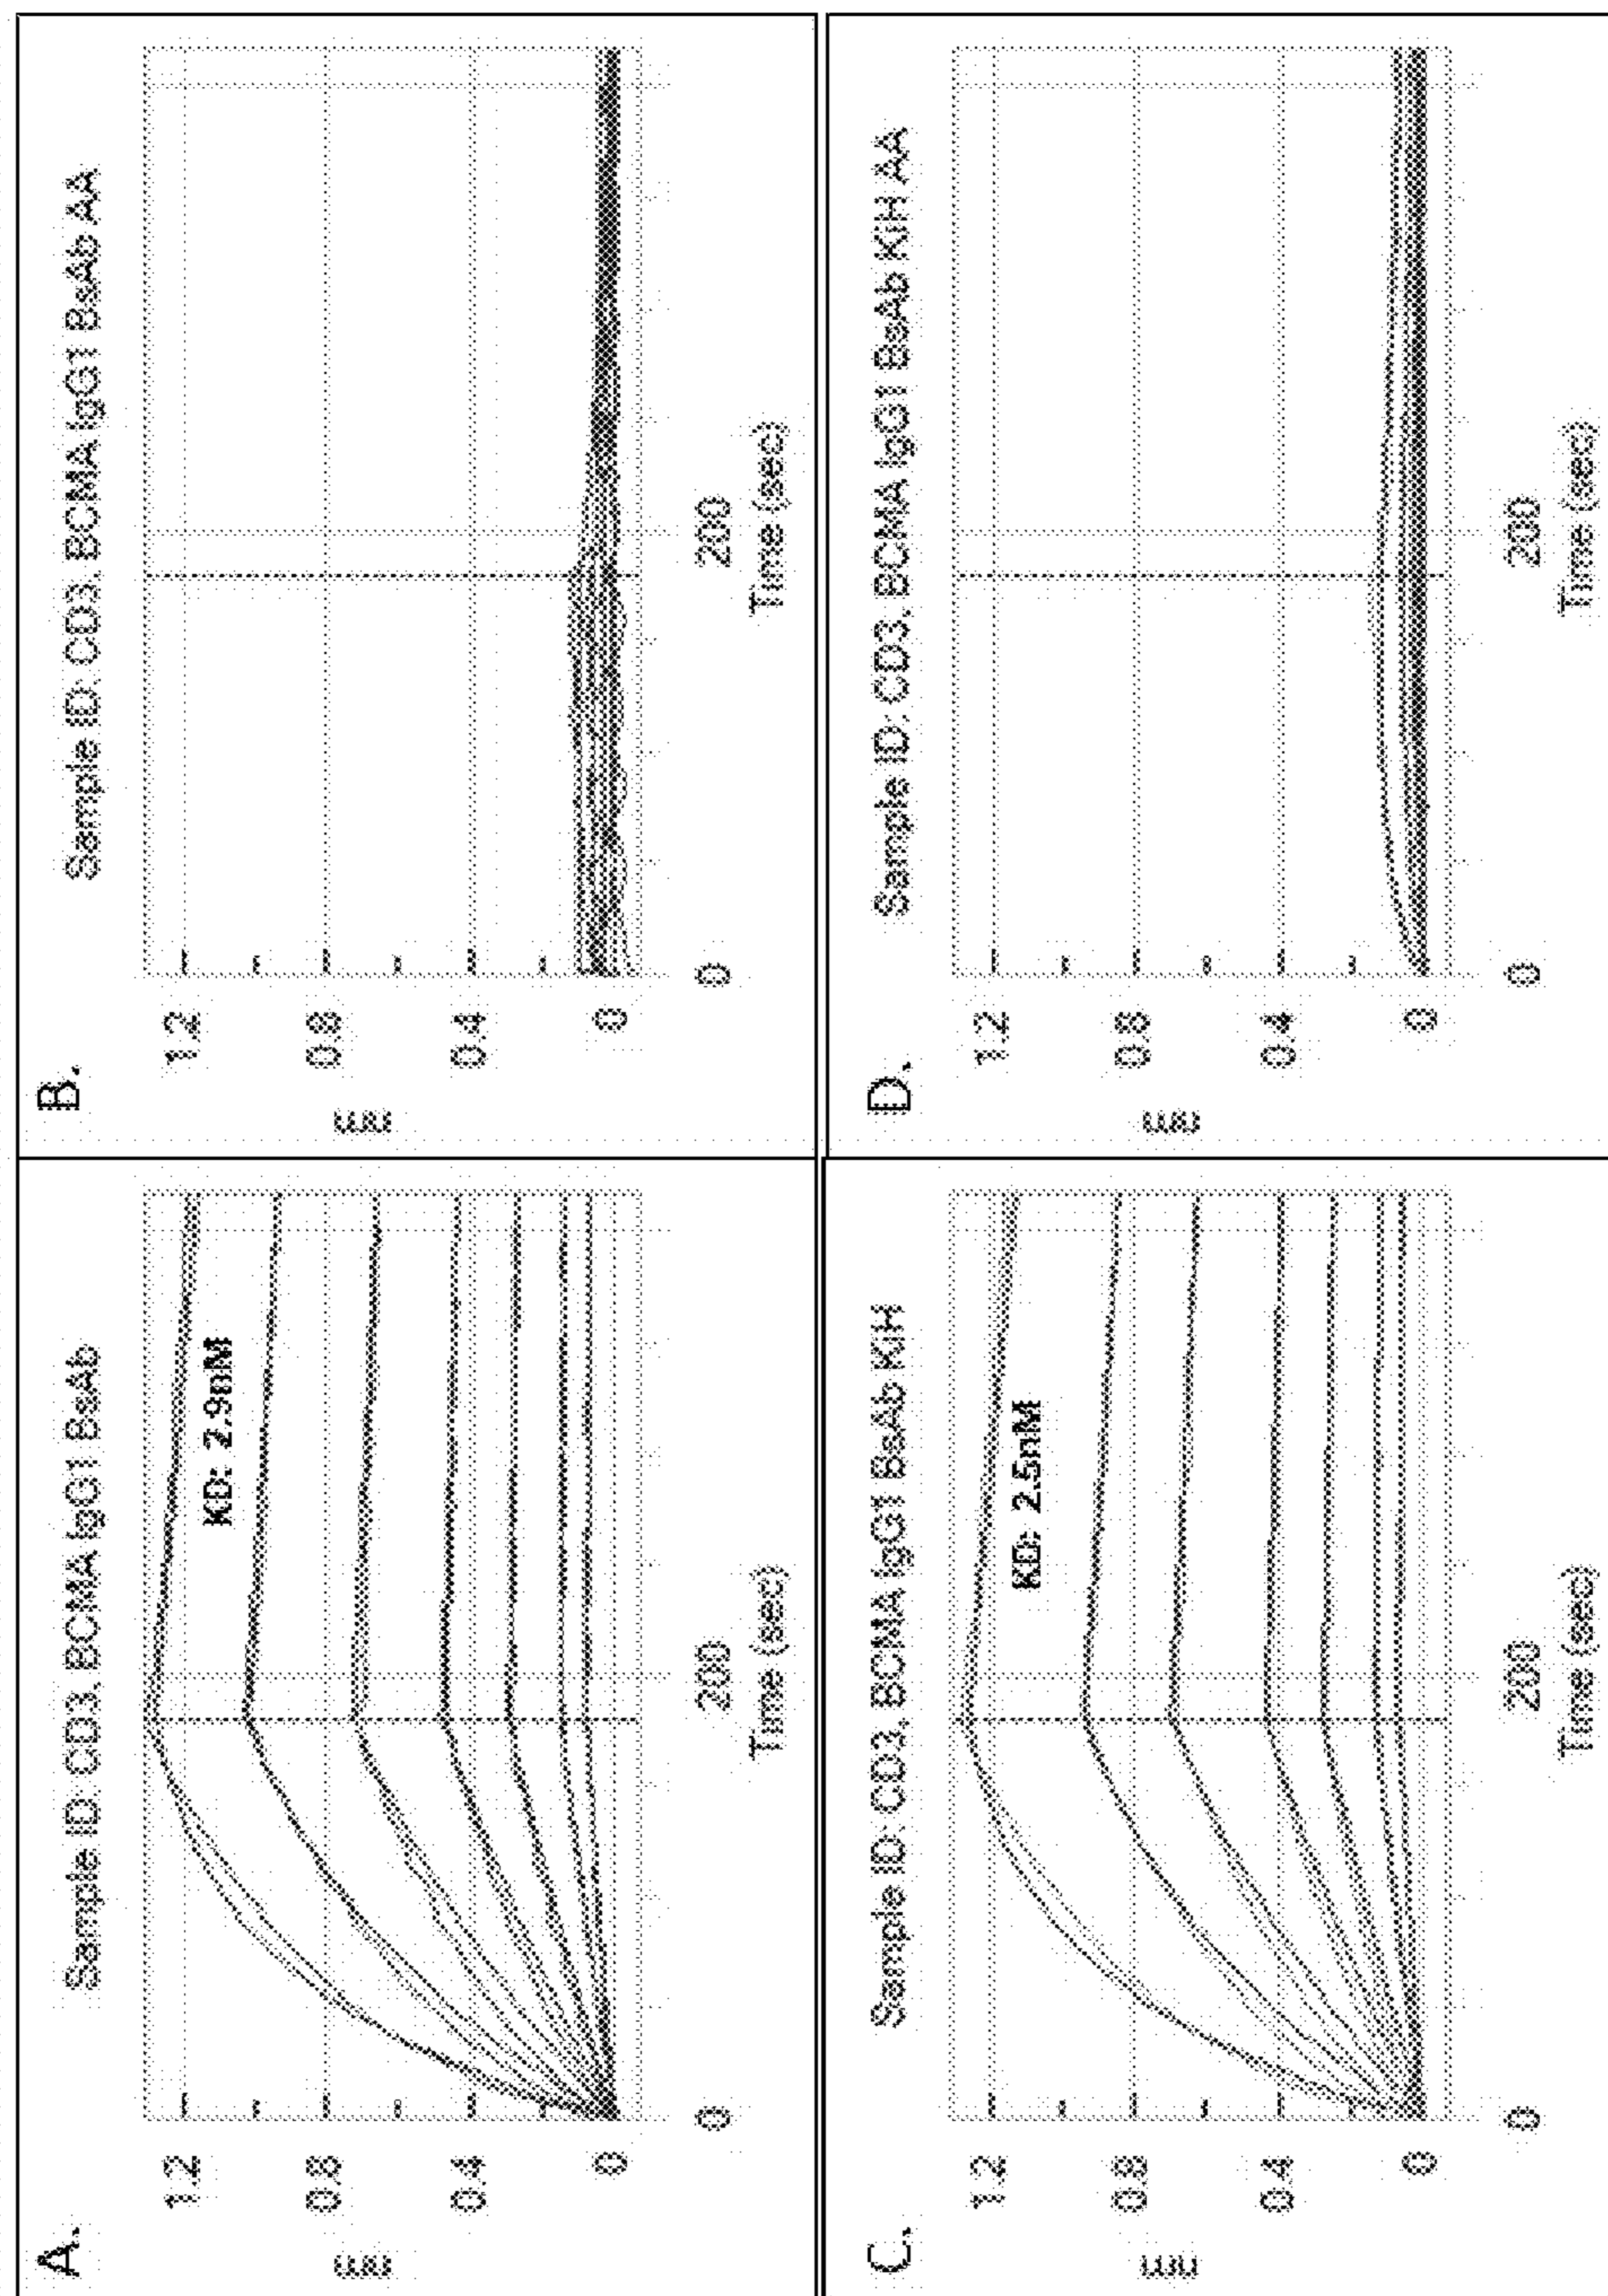 A.
Sample ID: CD3, BCMA IgG1 BsAb
1.2
0.8
0.4
0
KD: 2.9nM
0
200
Time (sec)
B.
Sample ID: CD3, BCMA IgG1 BsAb AA
1.2
0.8
0.4
0
0
200
Time (sec)
C.
Sample ID: CD3, BCMA IgG1 BsAb KiH
1.2
0.8
0.4
0
KD: 2.5nM
0
200
Time (sec)
D.
Sample ID: CD3, BCMA IgG1 BsAb KiH AA
1.2
0.8
0.4
0
0
200
Time (sec)